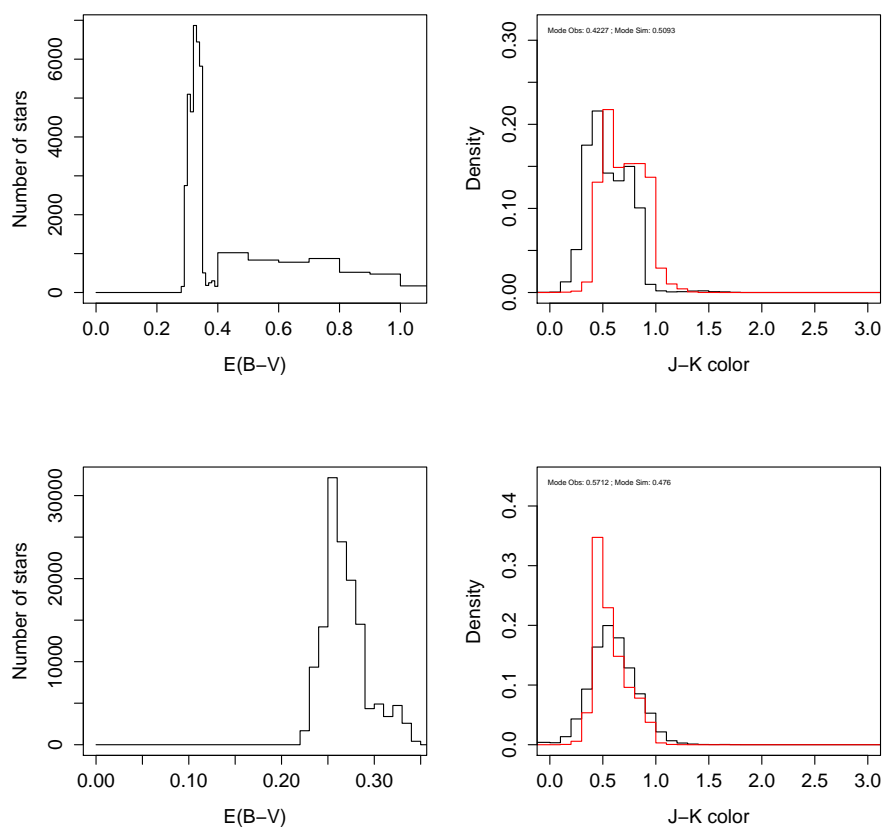 0 2000 4000 6000
Number of stars
0.0 0.2 0.4 0.6 0.8 1.0
E(B−V)
Mode Obs: 0.4227 ; Mode Sim: 0.5093
0.00 0.10 0.20 0.30
Density
0.0 0.5 1.0 1.5 2.0 2.5 3.0
J−K color
0 10000 20000 30000
Number of stars
0.00 0.20 0.30
E(B−V)
Mode Obs: 0.5712 ; Mode Sim: 0.476
0.0 0.1 0.2 0.3 0.4
Density
0.0 0.5 1.0 1.5 2.0 2.5 3.0
J−K color